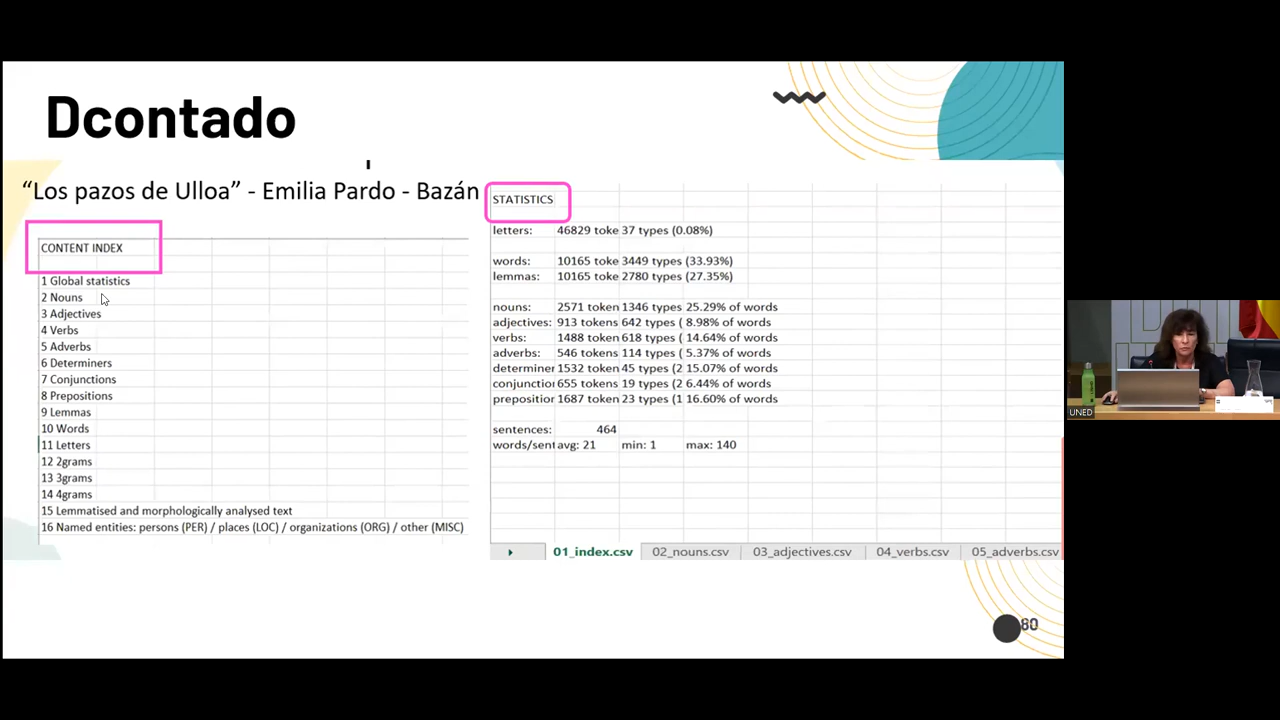 Dcontado
“Los pazos de Ulloa” - Emilia Pardo - Bazán
CONTENT INDEX
1 Global statistics
2 Nouns
3 Adjectives
4 Verbs
5 Adverbs
6 Determiners
7 Conjunctions
8 Prepositions
9 Lemmas
10 Words
11 Letters
12 2grams
13 3grams
14 4grams
15 Lemmatised and morphologically analysed text
16 Named entities: persons (PER) / places (LOC) / organizations (ORG) / other (MISC)
STATISTICS
letters: 46829 toke 37 types (0.08%)
words: 10165 toke 3449 types (33.93%)
lemmas: 10165 toke 2780 types (27.35%)
nouns: 2571 token 1346 types 25.29% of words
adjectives: 913 tokens 642 types ( 8.98% of words
verbs: 1488 token 618 types ( 14.64% of words
adverbs: 546 tokens 114 types ( 5.37% of words
determiner 1532 token 45 types (2 15.07% of words
conjunction 655 tokens 19 types (2 6.44% of words
preposition 1687 token 23 types (1 16.60% of words
sentences: 464
words/sent avg: 21 min: 1 max: 140
01_index.csv 02_nouns.csv 03_adjectives.csv 04_verbs.csv 05_adverbs.csv
80
UNED